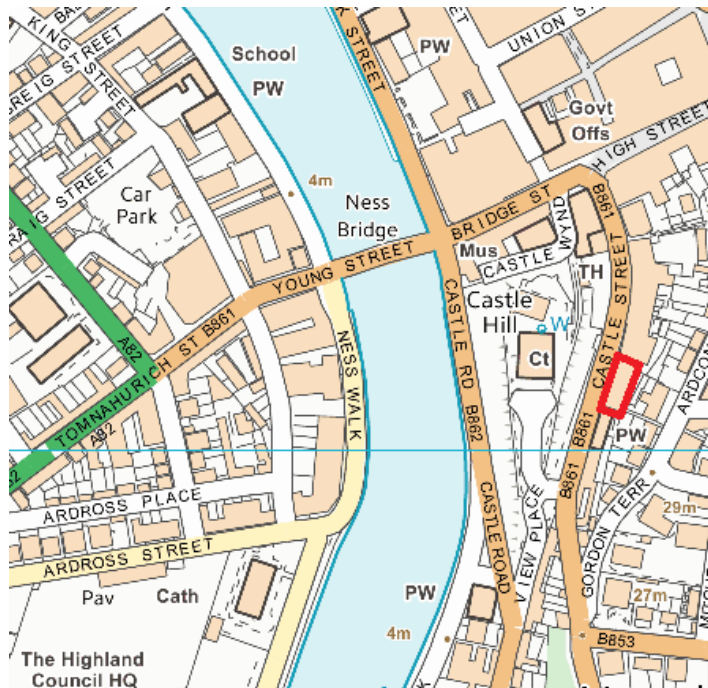 KING STREET
School
PW
PW
UNION S
GREIG STREET
K STREET
Govt
Offs
HIGH STREET
Car
Park
4m
Ness
Bridge
BRIDGE ST
B861
RAIG STREET
YOUNG STREET
Mus
CASTLE WYND
TH
CASTLE STREET
Castle
Hill
W
Ct
A82
TOMNAHURICH ST B861
A82
NESS WALK
CASTLE RD
B862
B861
B861
PW
ARDCON
ARDROSS PLACE
ARDROSS STREET
CASTLE ROAD
VIEW PLACE
GORDON TERR
29m
MITCHE
27m
Pav
Cath
PW
4m
B853
The Highland
Council HQ